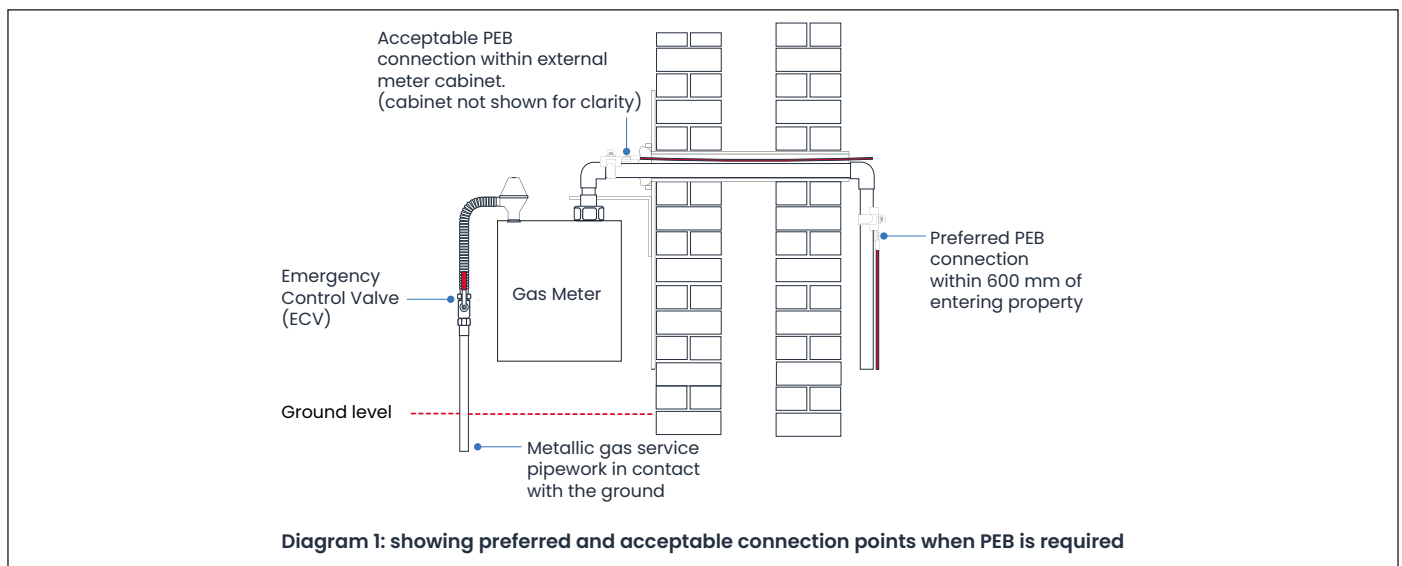 Acceptable PEB
connection within external
meter cabinet.
(cabinet not shown for clarity)
Emergency
Control Valve
(ECV)
Gas Meter
Preferred PEB
connection
within 600 mm of
entering property
Ground level
Metallic gas service
pipework in contact
with the ground
Diagram 1: showing preferred and acceptable connection points when PEB is required